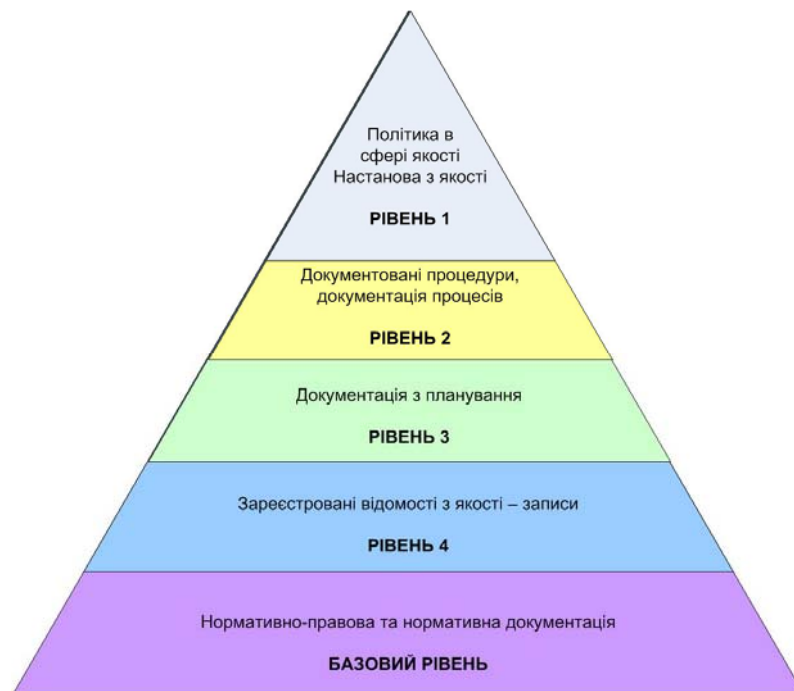 Політика в
сфері якості
Настанова з якості
РІВЕНЬ 1
Документовані процедури,
документація процесів
РІВЕНЬ 2
Документація з планування
РІВЕНЬ 3
Зареєстровані відомості з якості – записи
РІВЕНЬ 4
Нормативно-правова та нормативна документація
БАЗОВИЙ РІВЕНЬ